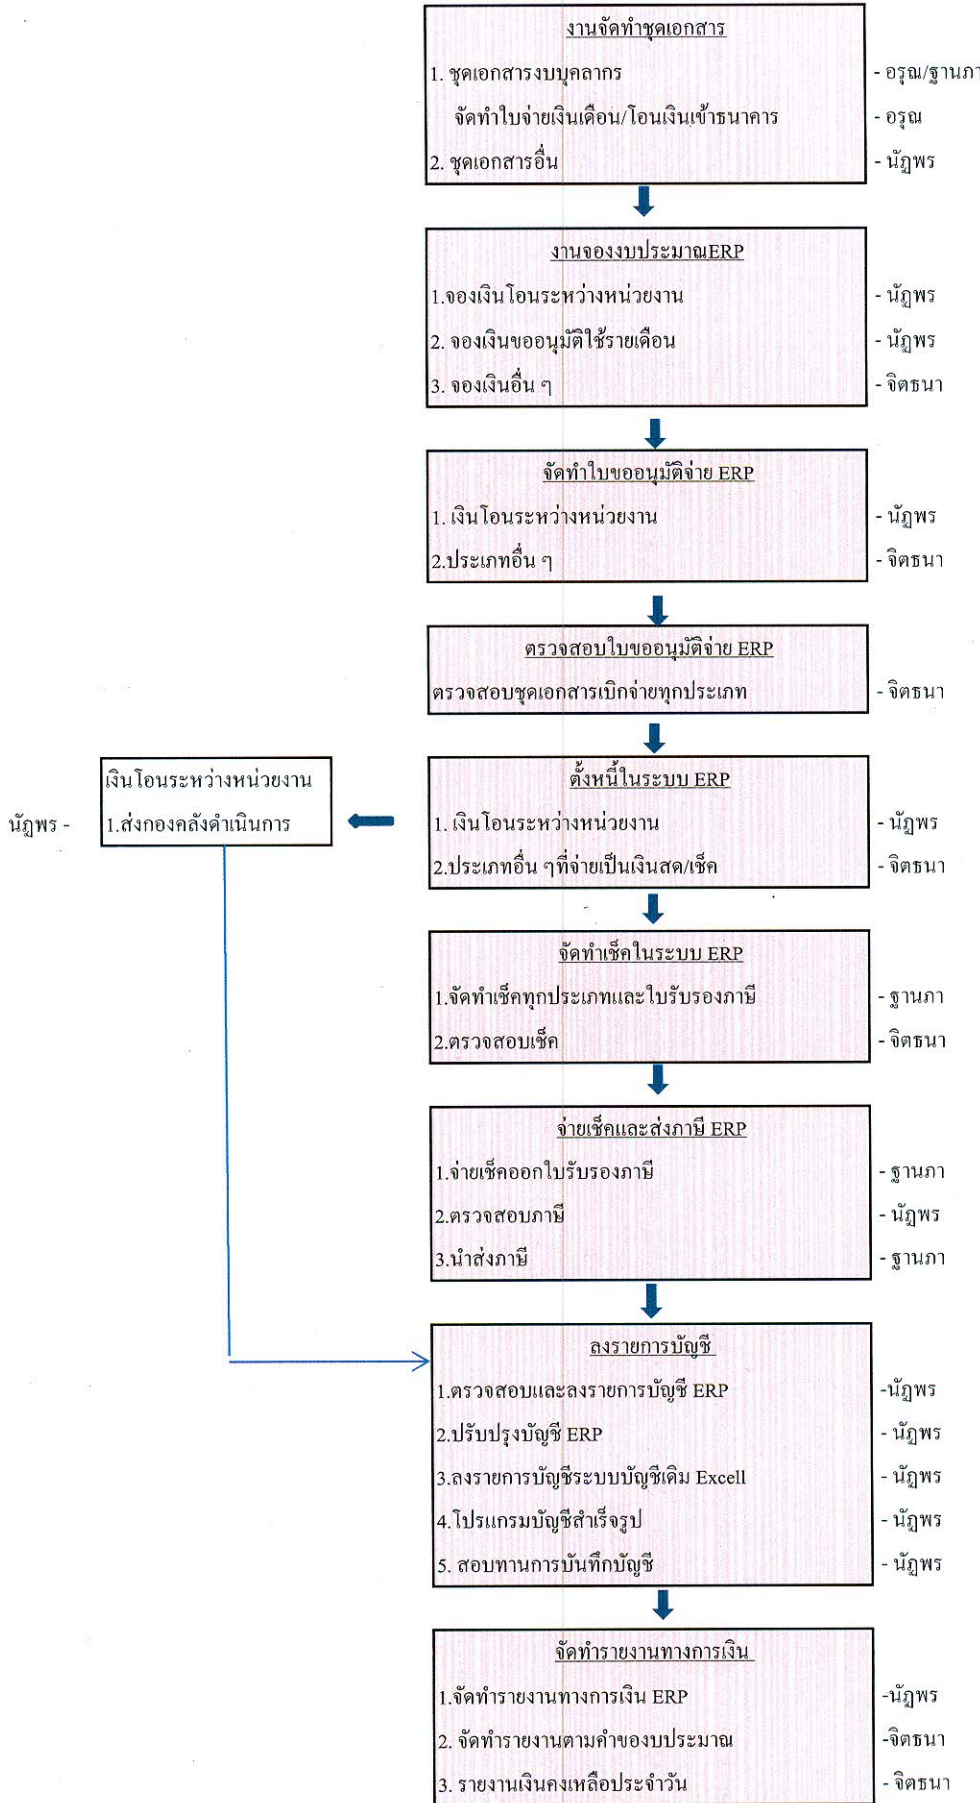 งานจัดทำชุดเอกสาร
1. ชุดเอกสารงบบุคลากร - อรุณ/ฐานภา
จัดทำใบจ่ายเงินเดือน/โอนเงินเข้าธนาคาร - อรุณ
2. ชุดเอกสารอื่น - นัฏพร
งานจองงบประมาณERP
1.จองเงินโอนระหว่างหน่วยงาน - นัฏพร
2. จองเงินขออนุมัติใช้รายเดือน - นัฏพร
3. จองเงินอื่น ๆ - จิตธนา
จัดทำใบขออนุมัติจ่าย ERP
1. เงินโอนระหว่างหน่วยงาน - นัฏพร
2.ประเภทอื่น ๆ - จิตธนา
ตรวจสอบใบขออนุมัติจ่าย ERP
ตรวจสอบชุดเอกสารเบิกจ่ายทุกประเภท - จิตธนา
ตั้งหนี้ในระบบ ERP
1. เงินโอนระหว่างหน่วยงาน - นัฏพร
2.ประเภทอื่น ๆที่จ่ายเป็นเงินสด/เช็ค - จิตธนา
เงินโอนระหว่างหน่วยงาน
นัฏพร - 1.ส่งกองคลังดำเนินการ
จัดทำเช็คในระบบ ERP
1.จัดทำเช็คทุกประเภทและใบรับรองภาษี - ฐานภา
2.ตรวจสอบเช็ค - จิตธนา
จ่ายเช็คและส่งภาษี ERP
1.จ่ายเช็คออกใบรับรองภาษี - ฐานภา
2.ตรวจสอบภาษี - นัฏพร
3.นำส่งภาษี - ฐานภา
ลงรายการบัญชี
1.ตรวจสอบและลงรายการบัญชี ERP -นัฏพร
2.ปรับปรุงบัญชี ERP - นัฏพร
3.ลงรายการบัญชีระบบบัญชีเดิม Excell - นัฏพร
4.โปรแกรมบัญชีสำเร็จรูป - นัฏพร
5. สอบทานการบันทึกบัญชี - นัฏพร
จัดทำรายงานทางการเงิน
1.จัดทำรายงานทางการเงิน ERP -นัฏพร
2. จัดทำรายงานตามคำของบประมาณ -จิตธนา
3. รายงานเงินคงเหลือประจำวัน - จิตธนา